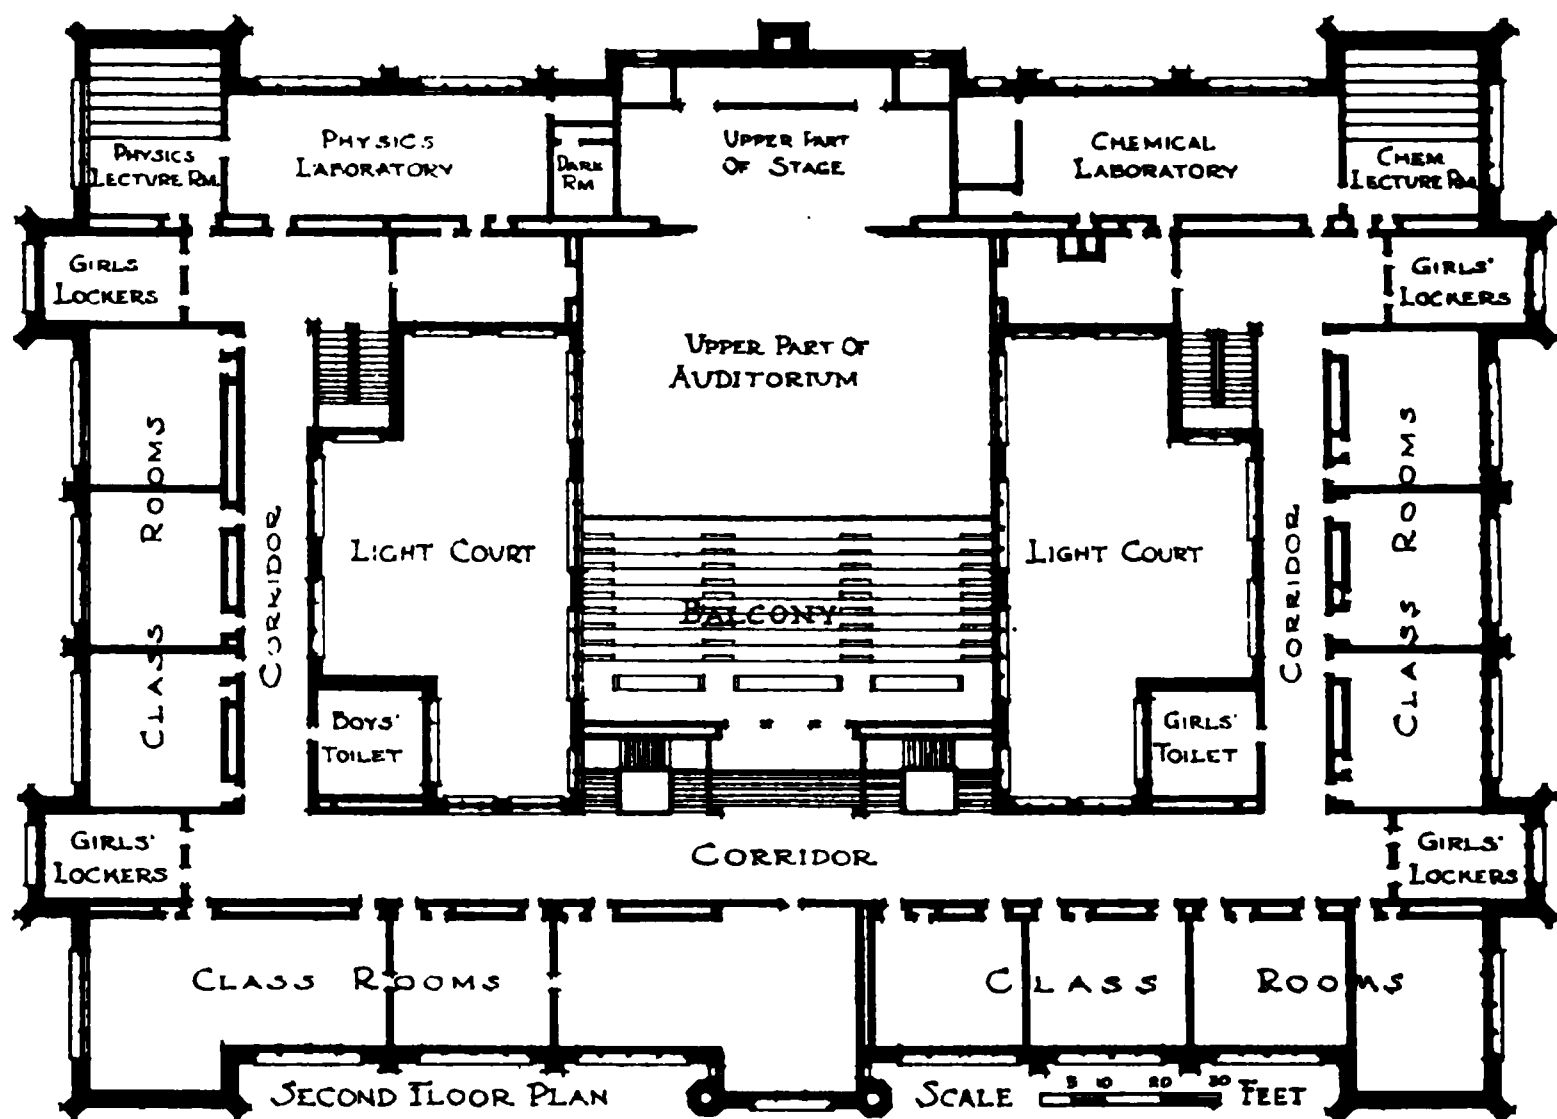 PHYSICS
LECTURE RM.
PHYSICS
LABORATORY
DARK
RM
UPPER PART
OF STAGE
CHEMICAL
LABORATORY
CHEM
LECTURE RM.
GIRLS
LOCKERS
GIRLS'
LOCKERS
UPPER PART OF
AUDITORIUM
CLASS ROOMS
CORRIDOR
LIGHT COURT
BALCONY
LIGHT COURT
CORRIDOR
CLASS ROOMS
BOYS'
TOILET
GIRLS'
TOILET
GIRLS'
LOCKERS
CORRIDOR
GIRLS'
LOCKERS
CLASS ROOMS
CLASS ROOMS
SECOND FLOOR PLAN
SCALE 5 10 20 30 FEET